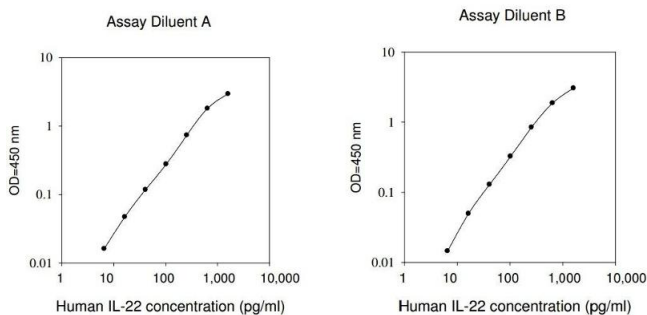 Assay Diluent A
10
1
0.1
0.01
OD=450 nm
1 10 100 1,000 10,000
Human IL-22 concentration (pg/ml)
Assay Diluent B
10
1
0.1
0.01
OD=450 nm
1 10 100 1,000 10,000
Human IL-22 concentration (pg/ml)